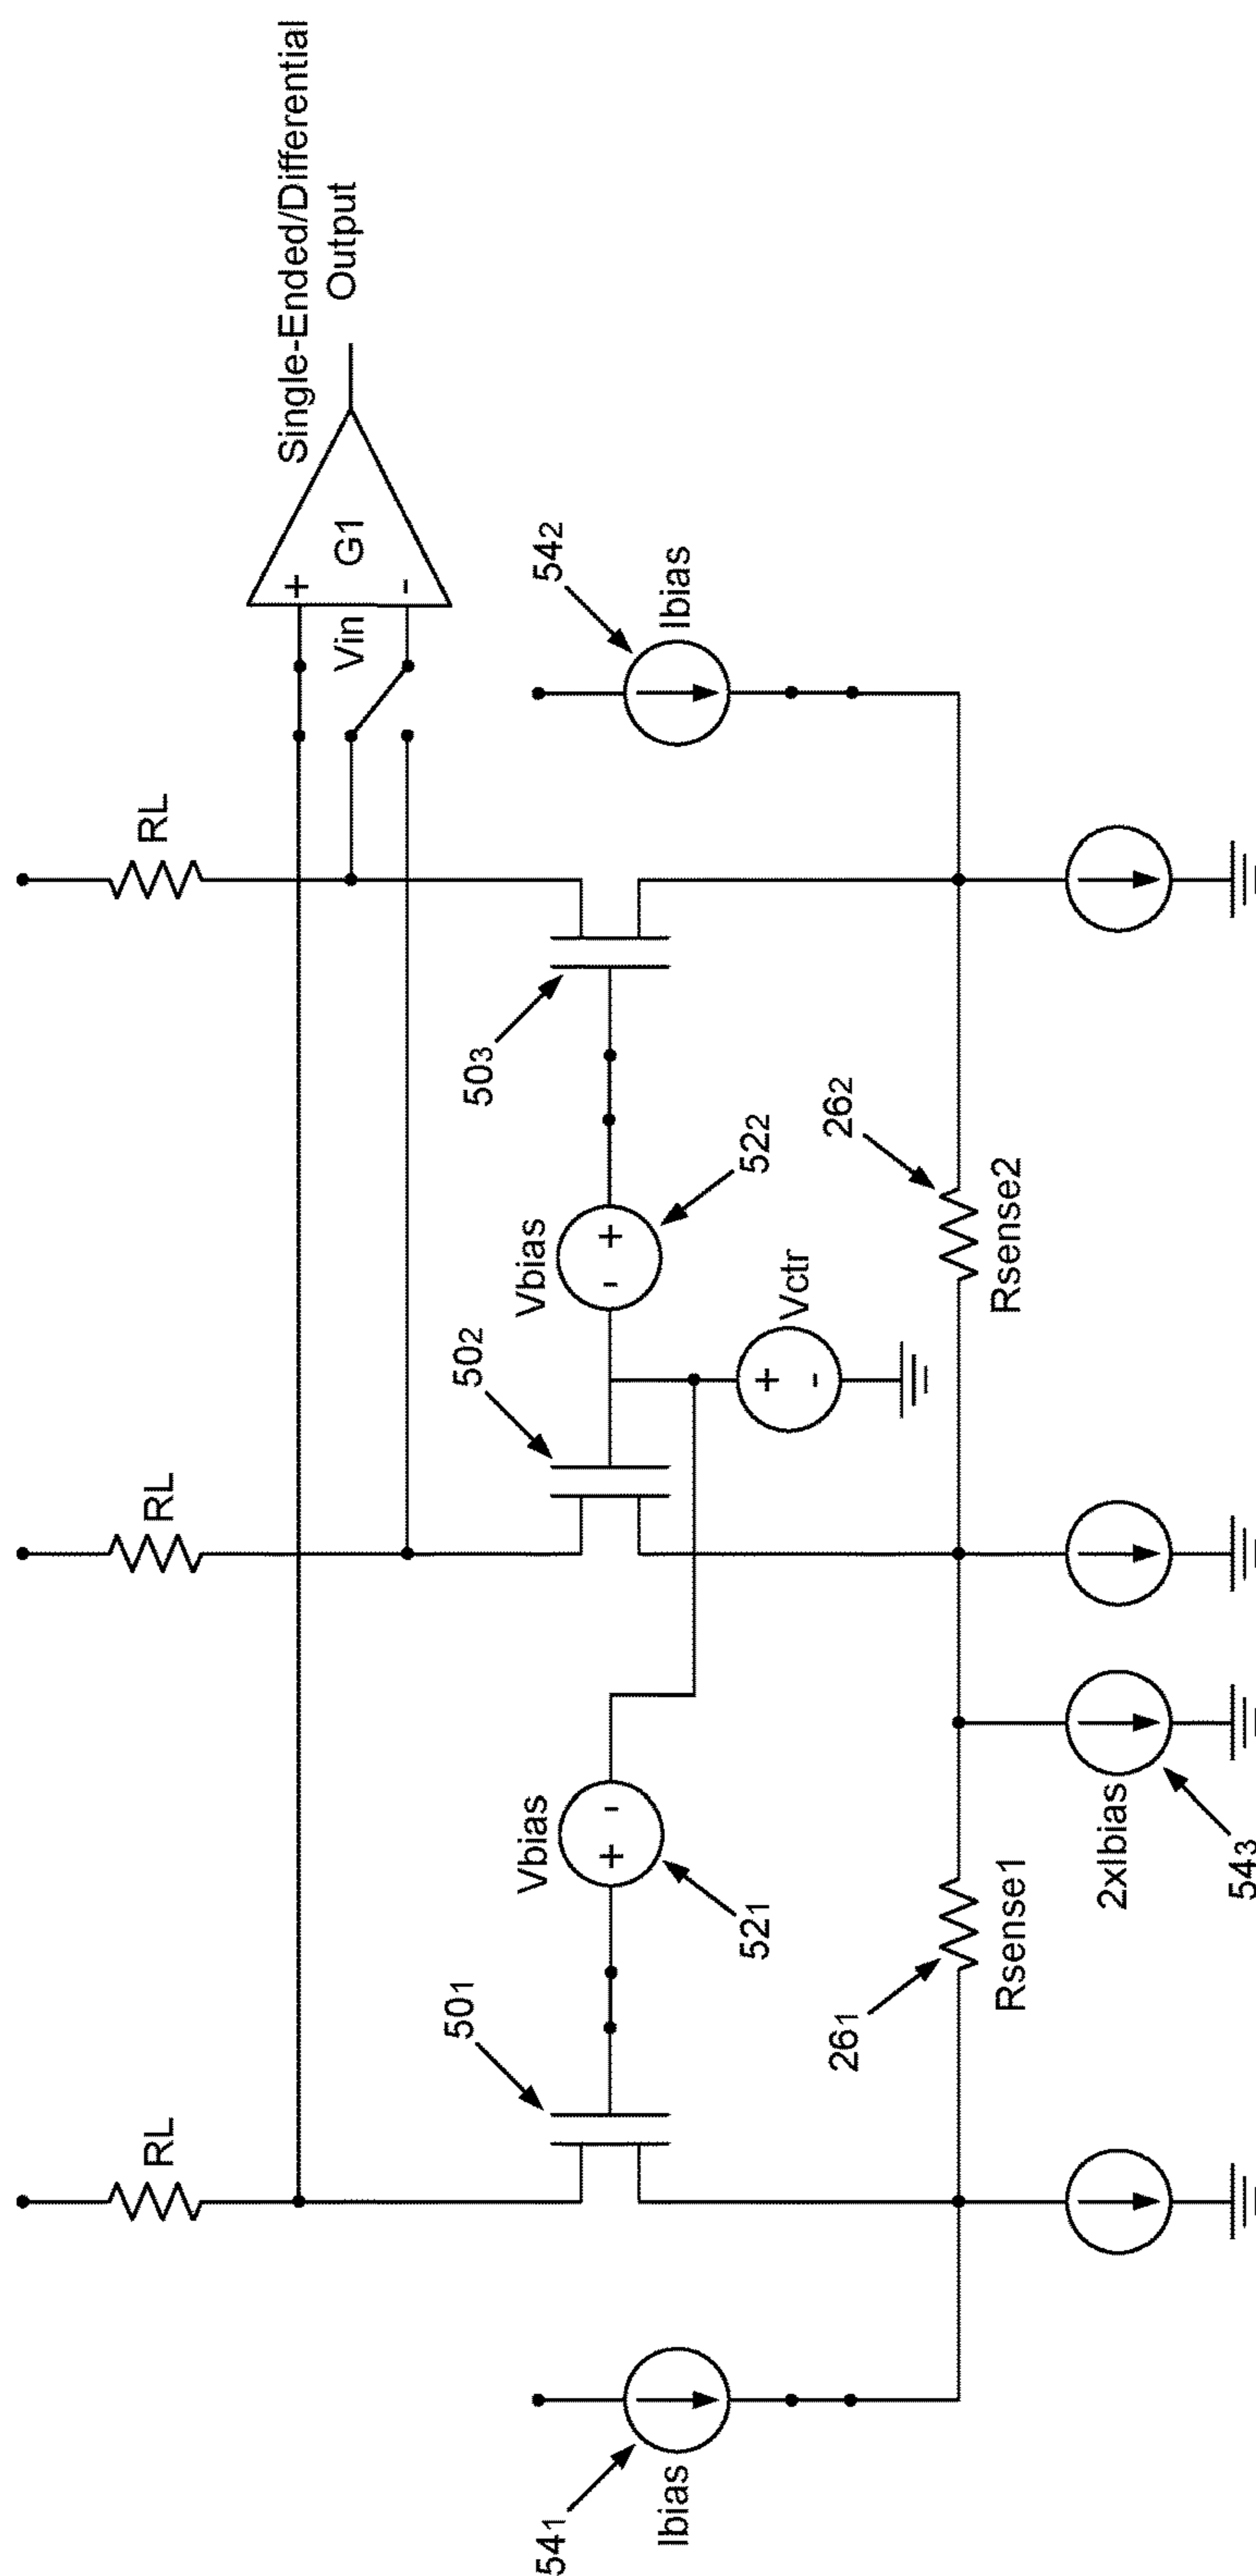 Single-Ended/Differential
Output
RL
RL
RL
+
Vin
G1
-
501
502
503
542
Ibias
Vbias
+
-
521
Vbias
-
+
522
Vctr
+
-
541
Ibias
261
Rsense1
262
Rsense2
2xIbias
543